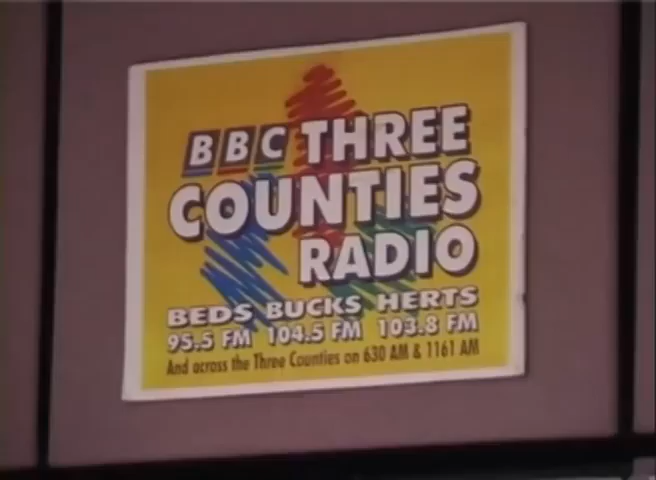 BBC THREE
COUNTIES
RADIO
BEDS BUCKS HERTS
95.5 FM 104.5 FM 103.8 FM
And across the Three Counties on 630 AM & 1161 AM